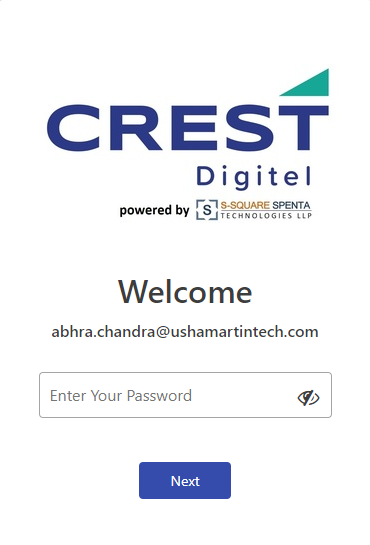 CREST
Digitel
powered by S S-SQUARE SPENTA
TECHNOLOGIES LLP
Welcome
abhra.chandra@ushamartintech.com
Enter Your Password
Next